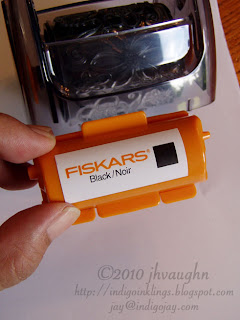 FISKARS®
Black/Noir
©2010 jhvaughn
http://indigoinklings.blogspot.com
jay@indigojay.com